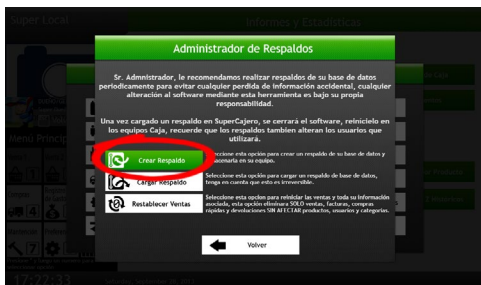 Super Local
Informes y Estadísticas
Administrador de Respaldos
Sr. Admnistrador, le recomendamos realizar respaldos de su base de datos
periodicamente para evitar cualquier perdida de información accidental, cualquier
alteración al software mediante esta herramienta es bajo su propia
responsabilidad.
Una vez cargado un respaldo en SuperCajero, se cerrará el software, reinicielo en
los equipos Caja, recuerde que los respaldos tambien alteran los usuarios que
utilizará.
Crear Respaldo
Seleccione esta opción para crear un respaldo de su base de datos y
almacenarla en su equipo.
Cargar Respaldo
Seleccione esta opción para cargar un respaldo de base de datos,
tenga en cuenta que esto es irreversible.
Restablecer Ventas
Seleccione esta opcion para reiniciar las ventas y toda su información
asociada, esta opción eliminara SOLO ventas, facturas, compras
rápidas y devoluciones SIN AFECTAR productos, usuarios y categorias.
Volver
Menú Princip
17:22:33